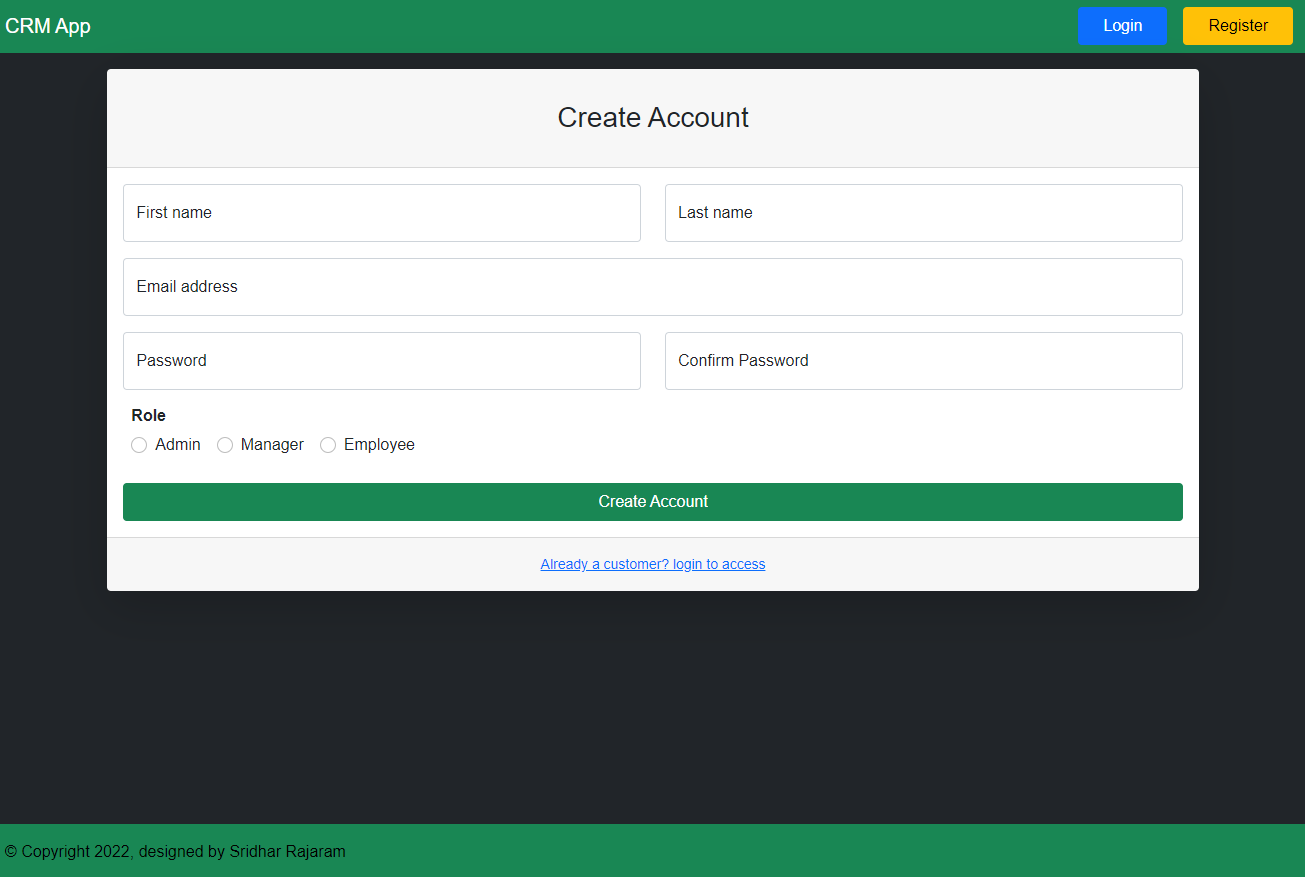 CRM App
Login
Register
Create Account
First name
Last name
Email address
Password
Confirm Password
Role
Admin
Manager
Employee
Create Account
Already a customer? login to access
© Copyright 2022, designed by Sridhar Rajaram